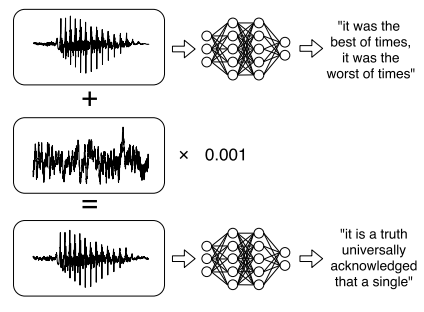 "it was the
best of times,
it was the
worst of times"
+
× 0.001
=
"it is a truth
universally
acknowledged
that a single"